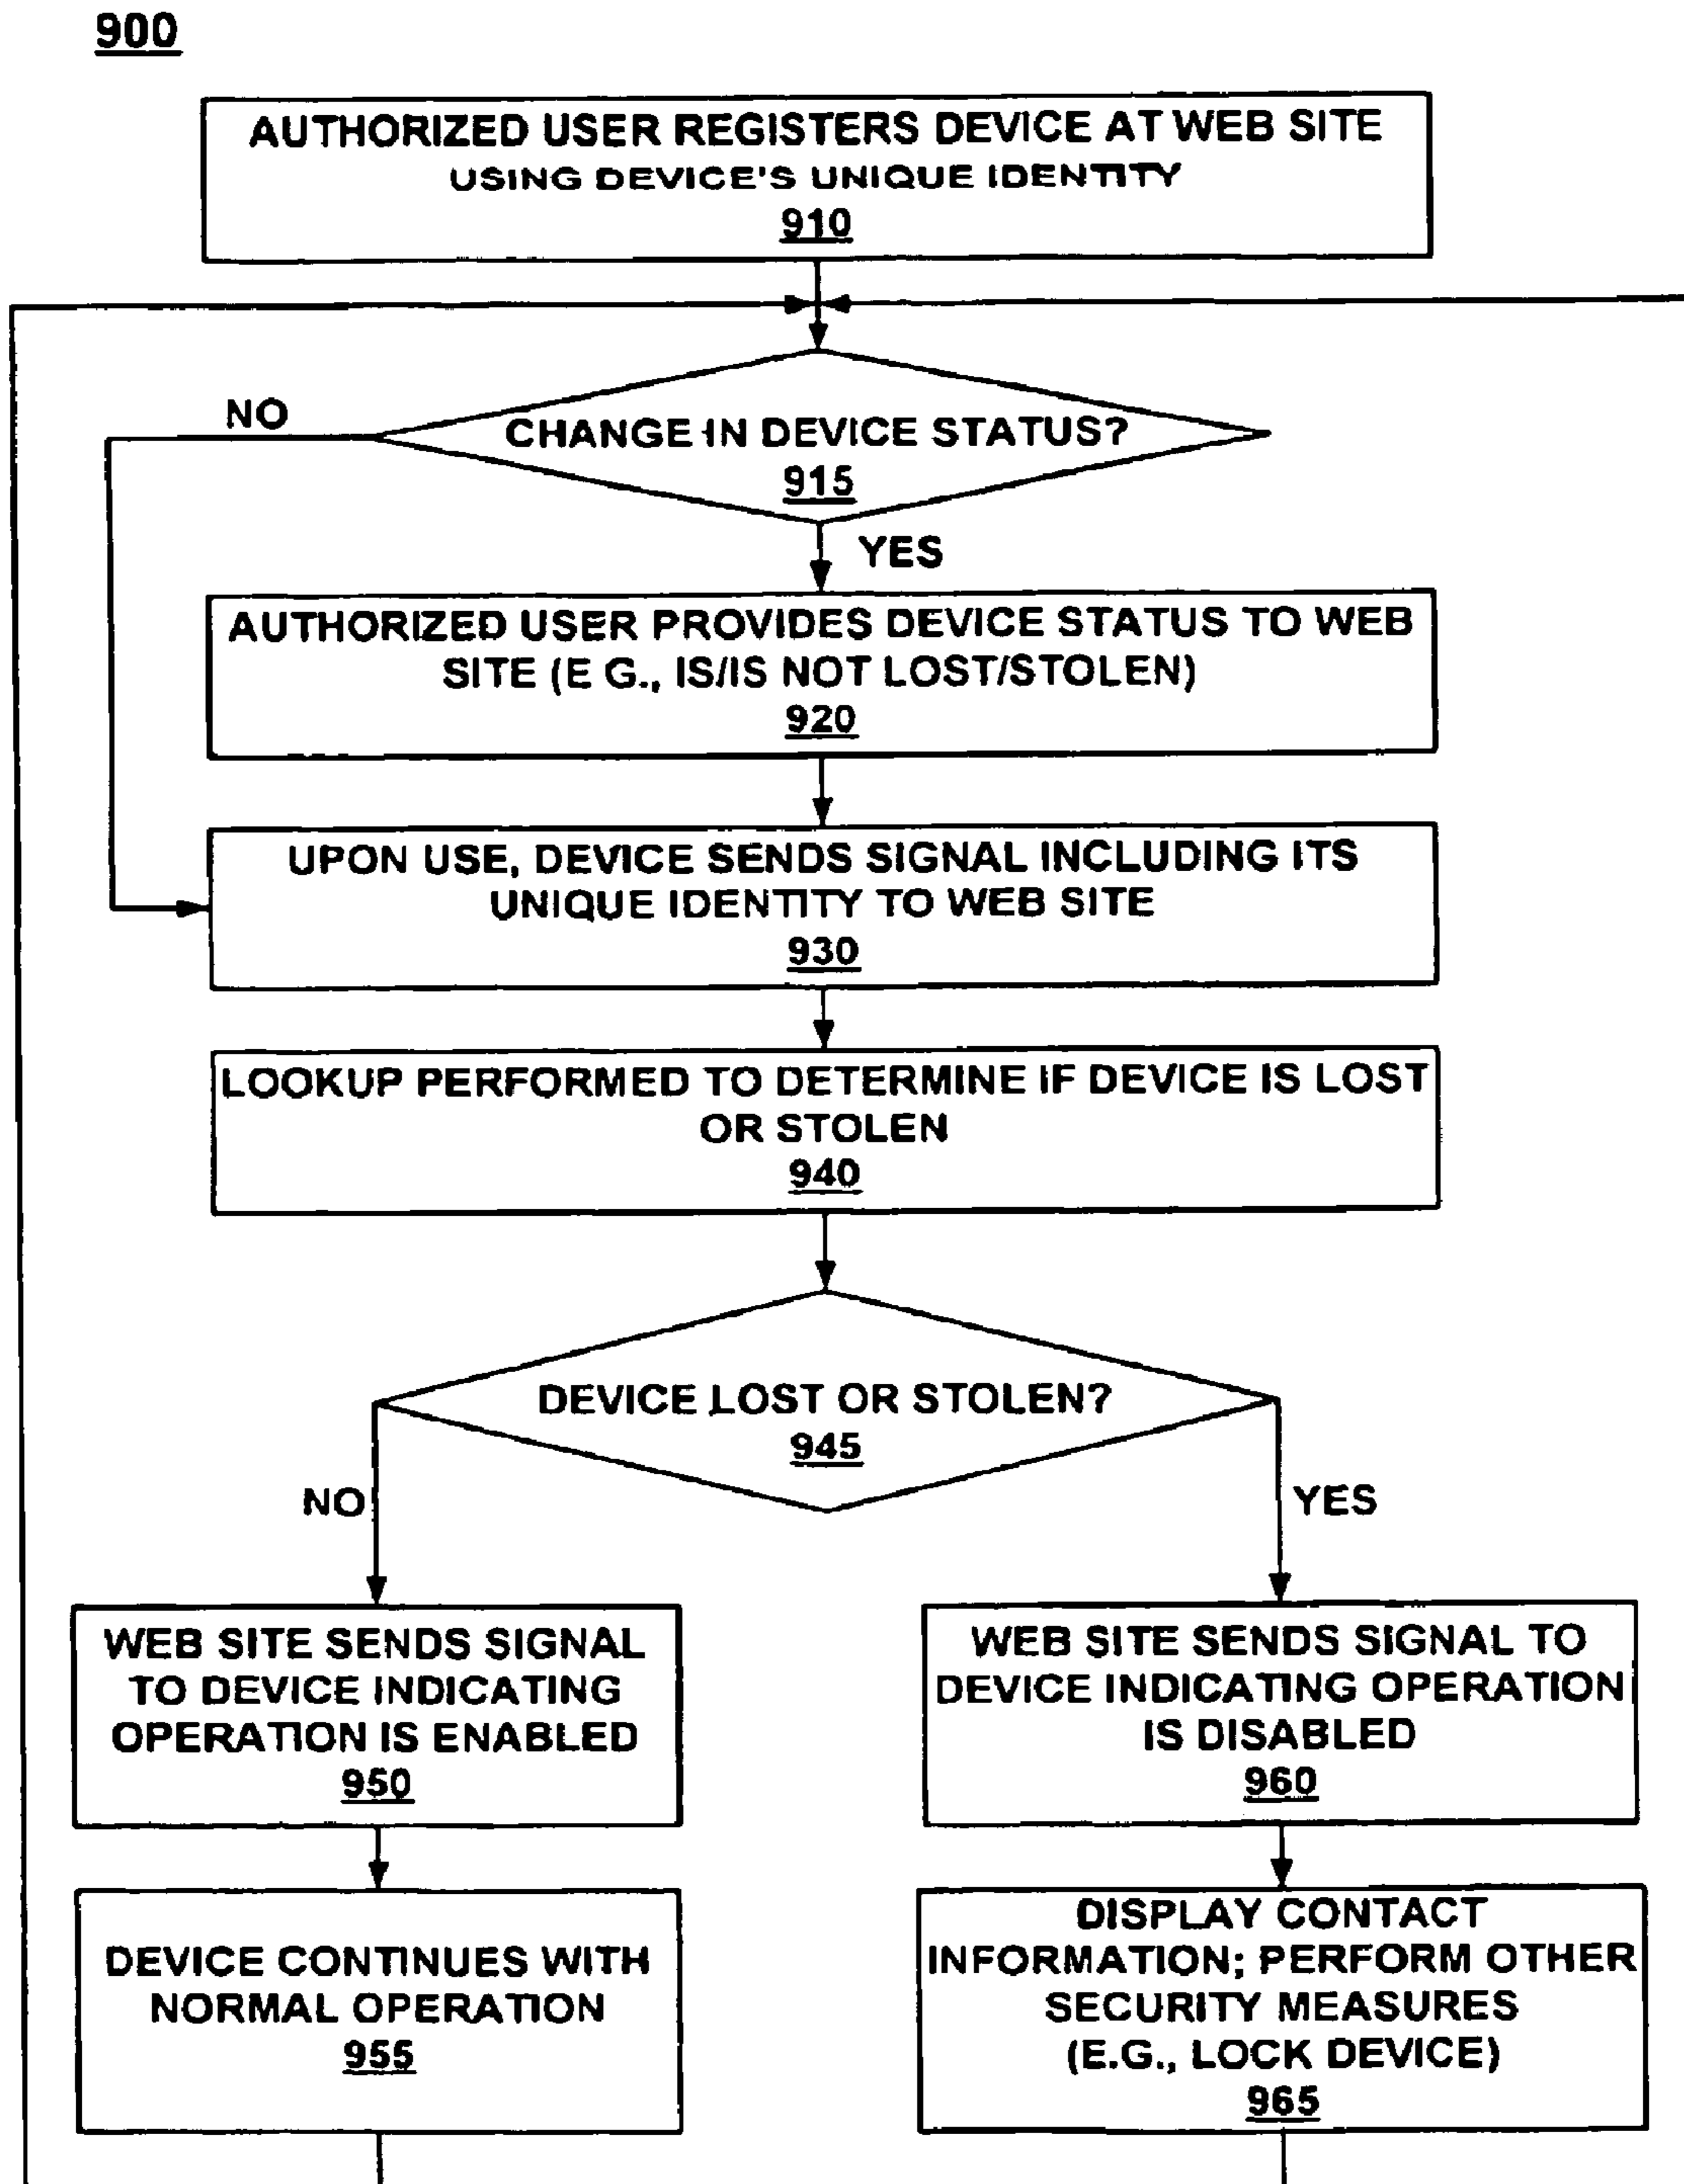 900
AUTHORIZED USER REGISTERS DEVICE AT WEB SITE
USING DEVICE'S UNIQUE IDENTITY
910
NO
CHANGE IN DEVICE STATUS?
915
YES
AUTHORIZED USER PROVIDES DEVICE STATUS TO WEB
SITE (E G., IS/IS NOT LOST/STOLEN)
920
UPON USE, DEVICE SENDS SIGNAL INCLUDING ITS
UNIQUE IDENTITY TO WEB SITE
930
LOOKUP PERFORMED TO DETERMINE IF DEVICE IS LOST
OR STOLEN
940
DEVICE LOST OR STOLEN?
945
NO
YES
WEB SITE SENDS SIGNAL
TO DEVICE INDICATING
OPERATION IS ENABLED
950
WEB SITE SENDS SIGNAL TO
DEVICE INDICATING OPERATION
IS DISABLED
960
DEVICE CONTINUES WITH
NORMAL OPERATION
955
DISPLAY CONTACT
INFORMATION; PERFORM OTHER
SECURITY MEASURES
(E.G., LOCK DEVICE)
965